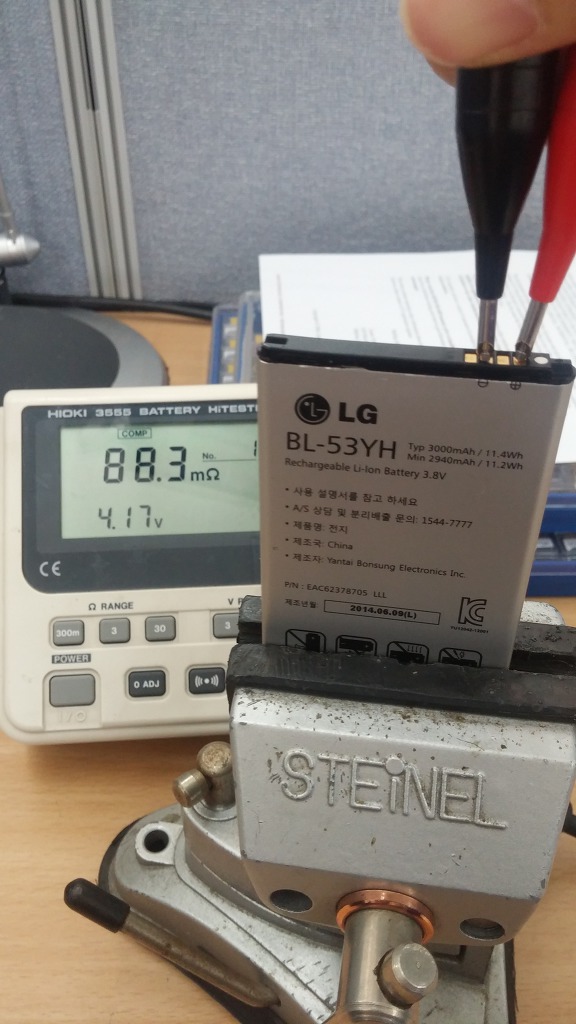 HIOKI 3555 BATTERY HiTESTE
COMP
88.3 mΩ
No. 1
4.17 V
CE
Ω RANGE
V R
300m
3
30
3
POWER
I/O
0 ADJ
LG
BL-53YH
Typ 3000mAh / 11.4Wh
Min 2940mAh / 11.2Wh
Rechargeable Li-Ion Battery 3.8V
• 사용 설명서를 참고 하세요
• A/S 상담 및 분리배출 문의: 1544-7777
• 제품명: 전지
• 제조국: China
• 제조자: Yantai Bonsung Electronics Inc.
P/N : EAC62378705 LLL
제조년월 2014.06.09(L)
STEiNEL